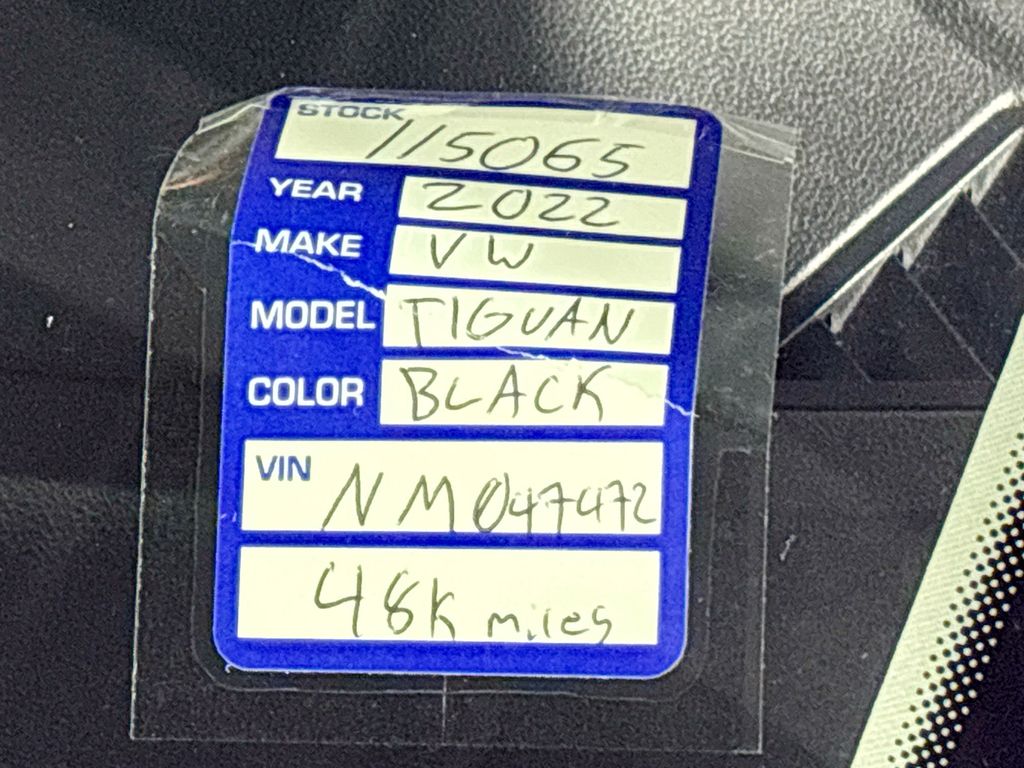 STOCK 115065
YEAR 2022
MAKE VW
MODEL TIGUAN
COLOR BLACK
VIN NM047472
48K miles